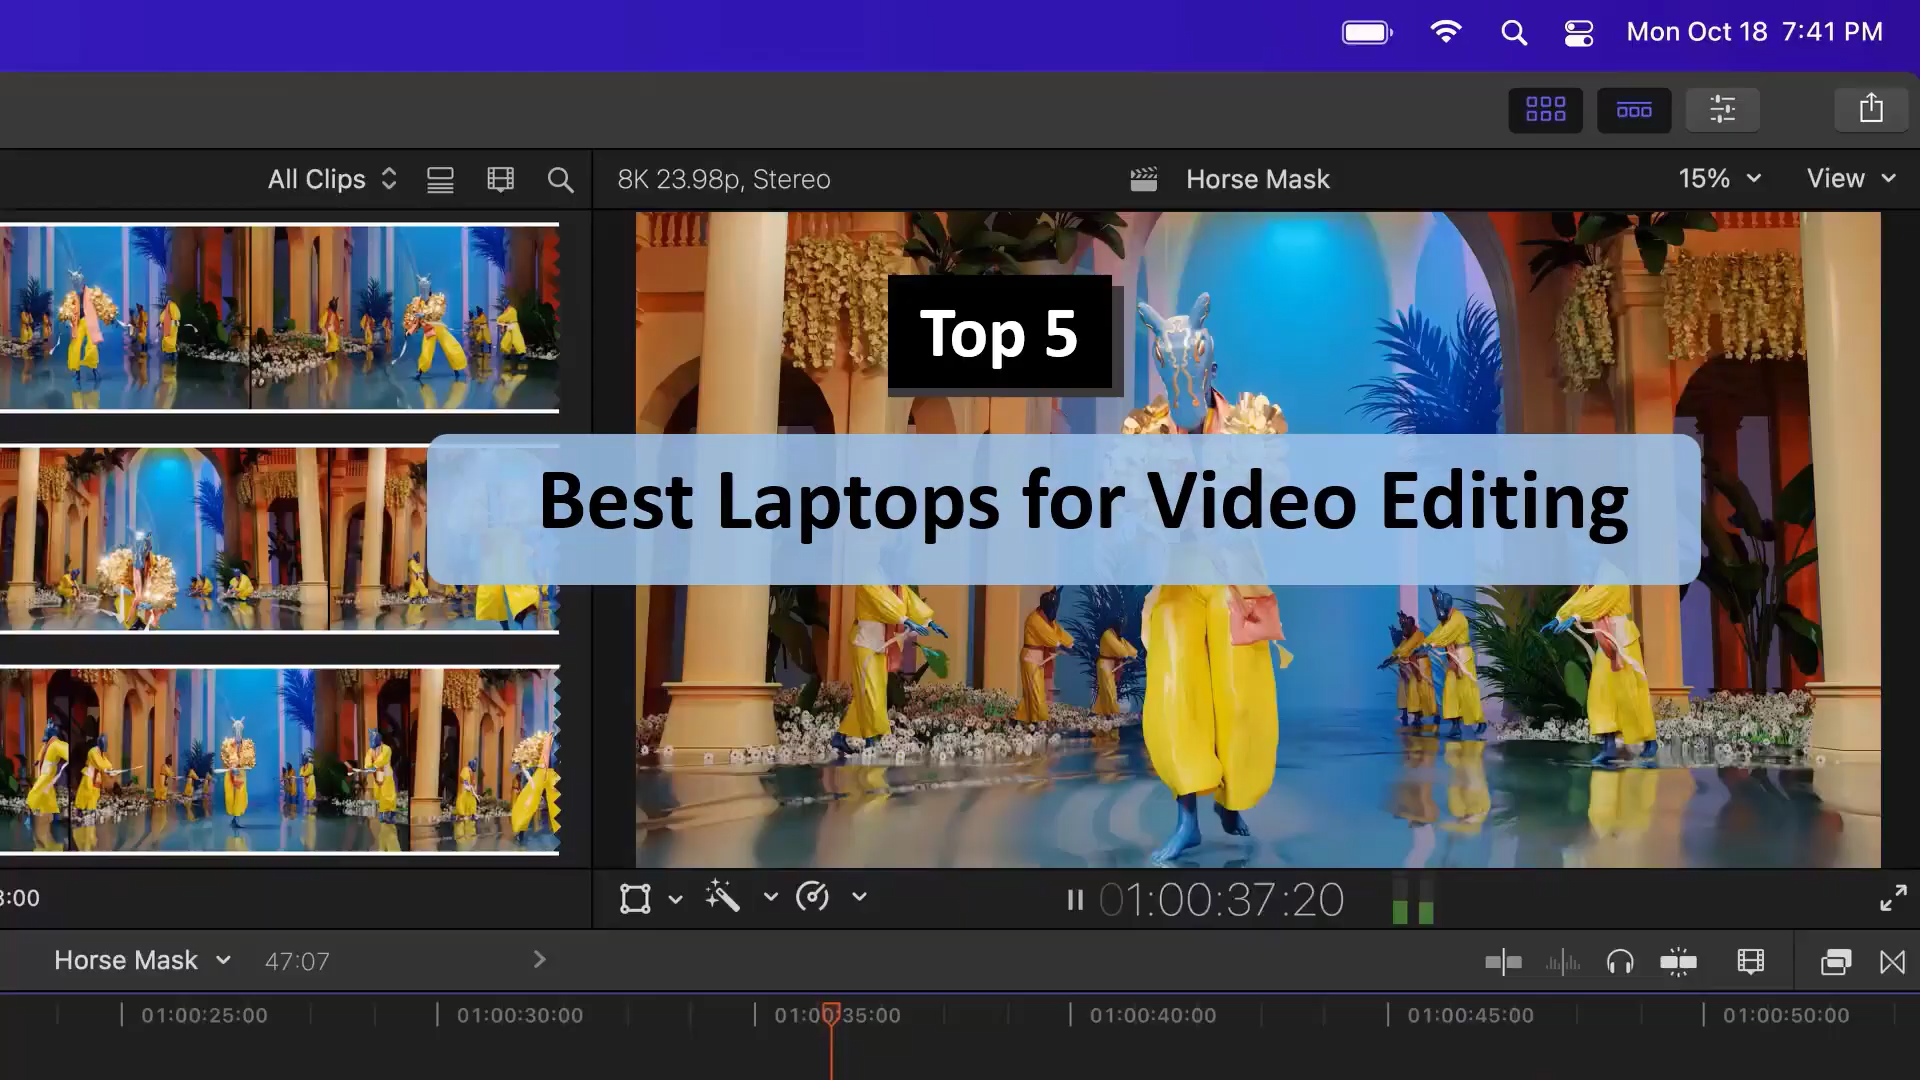 Mon Oct 18 7:41 PM
All Clips
8K 23.98p, Stereo
Horse Mask
15%
View
Top 5
Best Laptops for Video Editing
3:00
01:00:37:20
Horse Mask
47:07
01:00:25:00
01:00:30:00
01:00:35:00
01:00:40:00
01:00:45:00
01:00:50:00